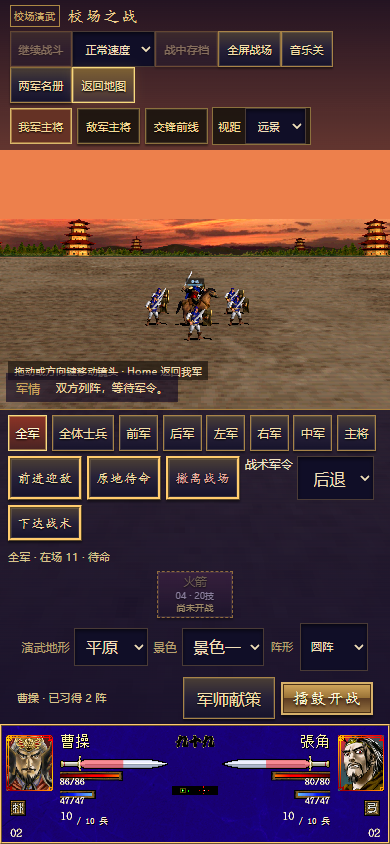 校场演武 校场之战
继续战斗 正常速度 战中存档 全屏战场 音乐关
两军名册 返回地图
我军主将 敌军主将 交锋前线 视距 远景
拖动或方向键移动镜头 · Home 返回我军
军情 双方列阵，等待军令。
全军 全体士兵 前军 后军 左军 右军 中军 主将
前进迎敌 原地待命 撤离战场 战术军令 后退
下达战术
全军 · 在场 11 · 待命
火箭
04 · 20技
尚未开战
演武地形 平原 景色 景色一 阵形 圆阵
曹操 · 已习得 2 阵
军师献策 擂鼓开战
曹操 張角
86/86 80/80
47/47 47/47
10 / 10 兵 10 / 10 兵
02 02